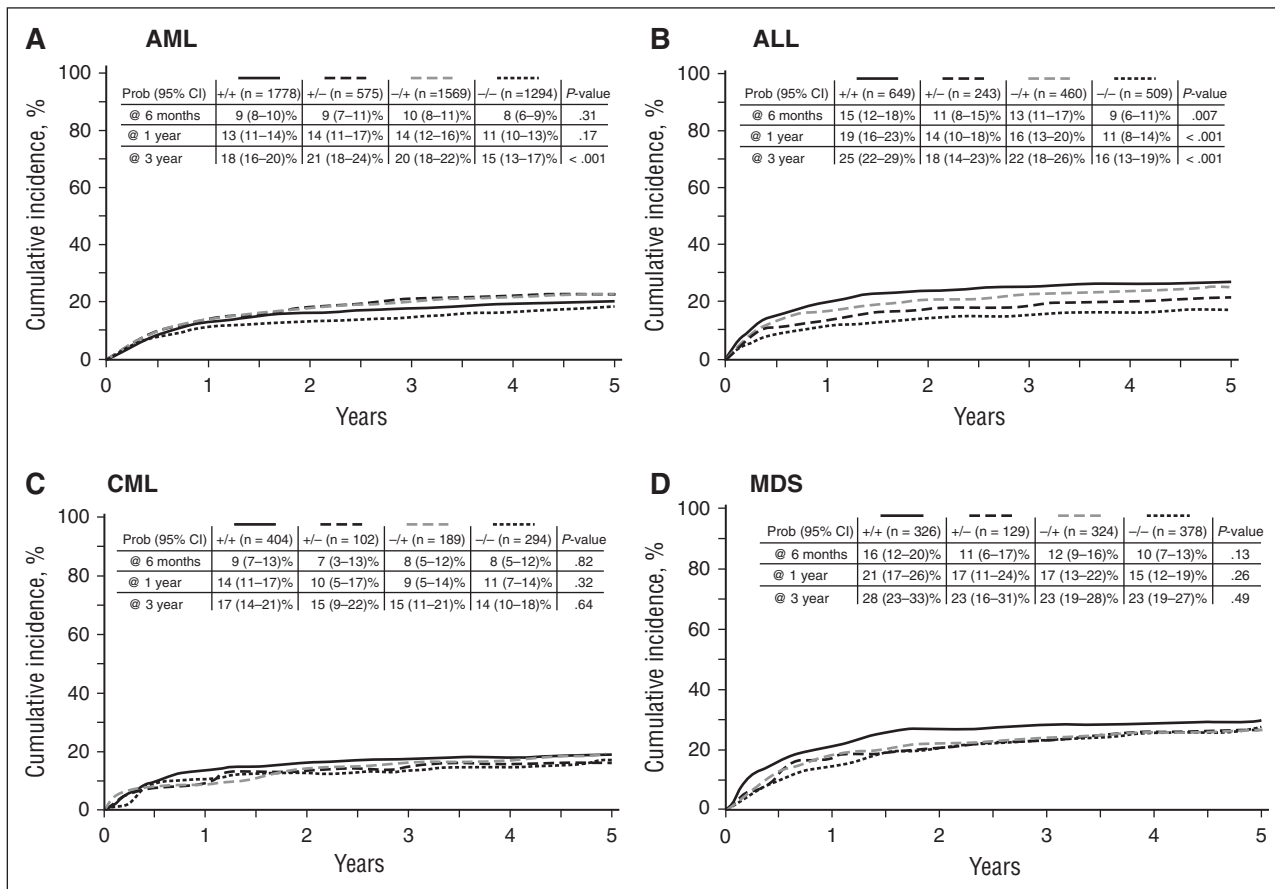 A AML
Prob (95% CI) +/+ (n = 1778) +/− (n = 575) −/+ (n =1569) −/− (n =1294) P-value
@ 6 months 9 (8–10)% 9 (7–11)% 10 (8–11)% 8 (6–9)% .31
@ 1 year 13 (11–14)% 14 (11–17)% 14 (12–16)% 11 (10–13)% .17
@ 3 year 18 (16–20)% 21 (18–24)% 20 (18–22)% 15 (13–17)% < .001
Cumulative incidence, %
100
80
60
40
20
0
0 1 2 3 4 5
Years
B ALL
Prob (95% CI) +/+ (n = 649) +/− (n = 243) −/+ (n = 460) −/− (n = 509) P-value
@ 6 months 15 (12–18)% 11 (8–15)% 13 (11–17)% 9 (6–11)% .007
@ 1 year 19 (16–23)% 14 (10–18)% 16 (13–20)% 11 (8–14)% < .001
@ 3 year 25 (22–29)% 18 (14–23)% 22 (18–26)% 16 (13–19)% < .001
Cumulative incidence, %
100
80
60
40
20
0
0 1 2 3 4 5
Years
C CML
Prob (95% CI) +/+ (n = 404) +/− (n = 102) −/+ (n = 189) −/− (n = 294) P-value
@ 6 months 9 (7–13)% 7 (3–13)% 8 (5–12)% 8 (5–12)% .82
@ 1 year 14 (11–17)% 10 (5–17)% 9 (5–14)% 11 (7–14)% .32
@ 3 year 17 (14–21)% 15 (9–22)% 15 (11–21)% 14 (10–18)% .64
Cumulative incidence, %
100
80
60
40
20
0
0 1 2 3 4 5
Years
D MDS
Prob (95% CI) +/+ (n = 326) +/− (n = 129) −/+ (n = 324) −/− (n = 378) P-value
@ 6 months 16 (12–20)% 11 (6–17)% 12 (9–16)% 10 (7–13)% .13
@ 1 year 21 (17–26)% 17 (11–24)% 17 (13–22)% 15 (12–19)% .26
@ 3 year 28 (23–33)% 23 (16–31)% 23 (19–28)% 23 (19–27)% .49
Cumulative incidence, %
100
80
60
40
20
0
0 1 2 3 4 5
Years